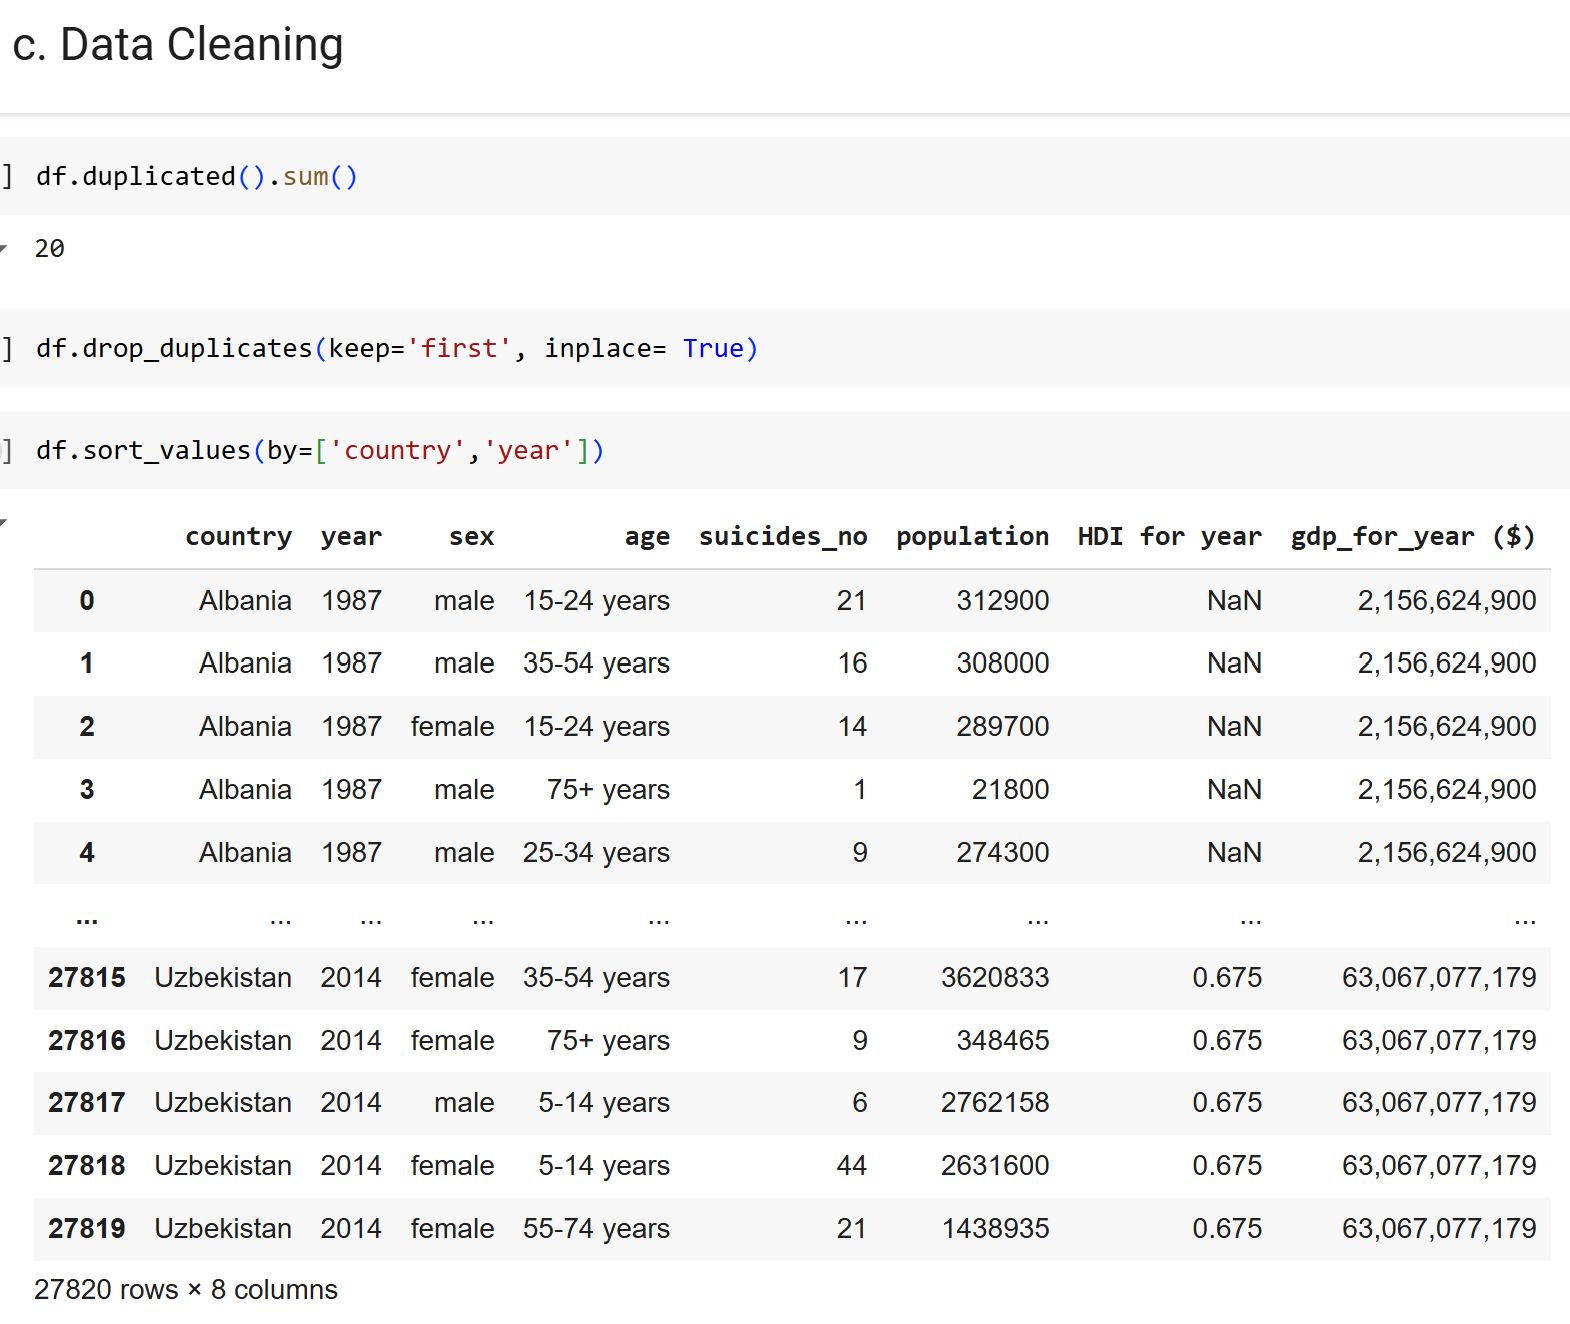 c. Data Cleaning
] df.duplicated().sum()
20
] df.drop_duplicates(keep='first', inplace= True)
] df.sort_values(by=['country','year'])
country year sex age suicides_no population HDI for year gdp_for_year ($)
0 Albania 1987 male 15-24 years 21 312900 NaN 2,156,624,900
1 Albania 1987 male 35-54 years 16 308000 NaN 2,156,624,900
2 Albania 1987 female 15-24 years 14 289700 NaN 2,156,624,900
3 Albania 1987 male 75+ years 1 21800 NaN 2,156,624,900
4 Albania 1987 male 25-34 years 9 274300 NaN 2,156,624,900
... ... ... ... ... ... ... ... ...
27815 Uzbekistan 2014 female 35-54 years 17 3620833 0.675 63,067,077,179
27816 Uzbekistan 2014 female 75+ years 9 348465 0.675 63,067,077,179
27817 Uzbekistan 2014 male 5-14 years 6 2762158 0.675 63,067,077,179
27818 Uzbekistan 2014 female 5-14 years 44 2631600 0.675 63,067,077,179
27819 Uzbekistan 2014 female 55-74 years 21 1438935 0.675 63,067,077,179
27820 rows × 8 columns